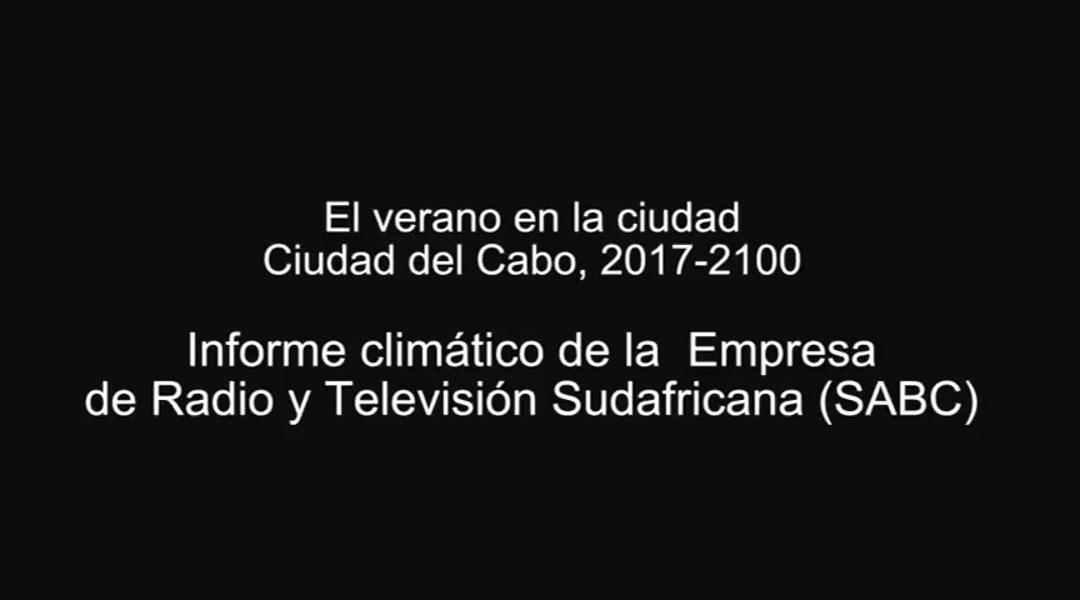 El verano en la ciudad
Ciudad del Cabo, 2017-2100
Informe climático de la  Empresa
de Radio y Televisión Sudafricana (SABC)